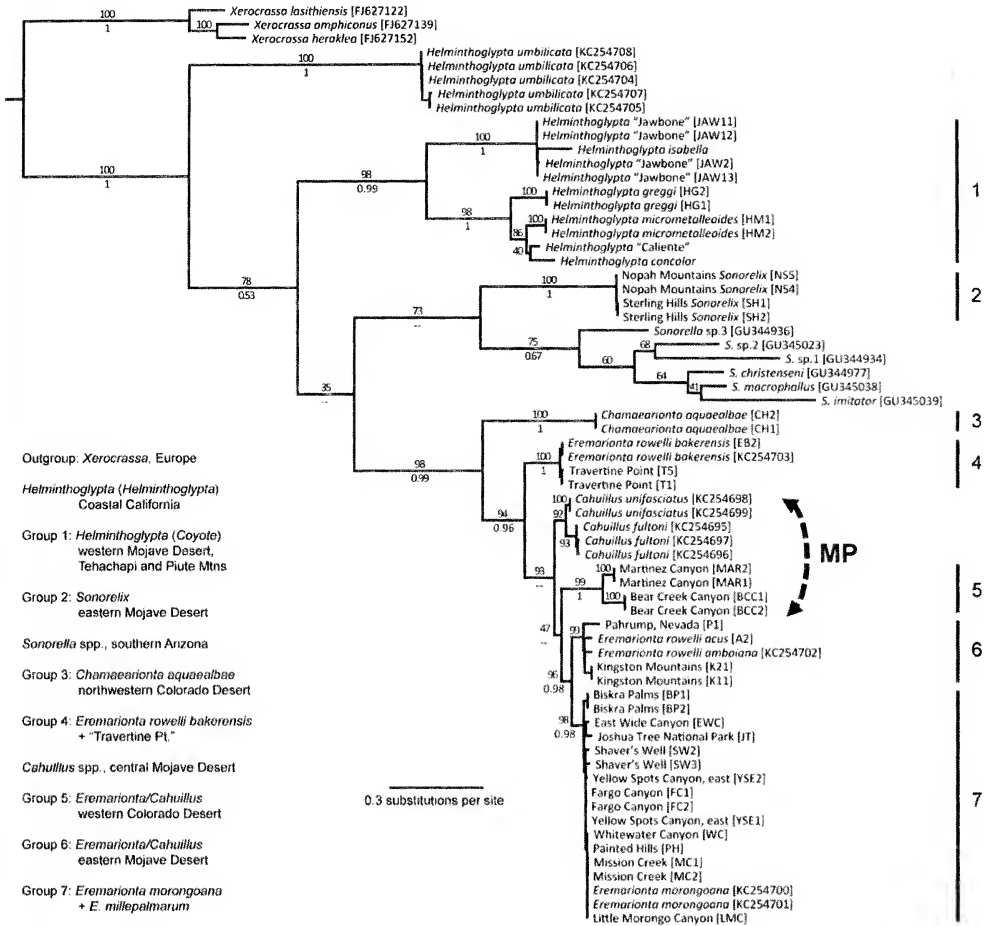 Xerocrassa lasithiensis [FJ627122]
Xerocrassa amphiconus [FJ627139]
Xerocrassa heraklea [FJ627152]
Helminthoglypta umbilicata [KC254708]
Helminthoglypta umbilicata [KC254706]
Helminthoglypta umbilicata [KC254704]
Helminthoglypta umbilicata [KC254707]
Helminthoglypta umbilicata [KC254705]
Helminthoglypta "Jawbone" [JAW11]
Helminthoglypta "Jawbone" [JAW12]
Helminthoglypta isabella
Helminthoglypta "Jawbone" [JAW2]
Helminthoglypta "Jawbone" [JAW13]
Helminthoglypta greggi [HG2]
Helminthoglypta greggi [HG1]
Helminthoglypta micrometalleoides [HM1]
Helminthoglypta micrometalleoides [HM2]
Helminthoglypta "Caliente"
Helminthoglypta concolor
Nopah Mountains Sonorelix [NS5]
Nopah Mountains Sonorelix [NS4]
Sterling Hills Sonorelix [SH1]
Sterling Hills Sonorelix [SH2]
Sonorella sp.3 [GU344936]
S. sp.2 [GU345023]
S. sp.1 [GU344934]
S. christenseni [GU344977]
S. macrophallus [GU345038]
S. imitator [GU345039]
Chamaearionta aquaealbae [CH2]
Chamaearionta aquaealbae [CH1]
Eremarionta rowelli bakerensis [EB2]
Eremarionta rowelli bakerensis [KC254703]
Travertine Point [T5]
Travertine Point [T1]
Cahuillus unifasciatus [KC254698]
Cahuillus unifasciatus [KC254699]
Cahuillus fultoni [KC254695]
Cahuillus fultoni [KC254697]
Cahuillus fultoni [KC254696]
Martinez Canyon [MAR2]
Martinez Canyon [MAR1]
Bear Creek Canyon [BCC1]
Bear Creek Canyon [BCC2]
Pahrump, Nevada [P1]
Eremarionta rowelli acus [A2]
Eremarionta rowelli amboiana [KC254702]
Kingston Mountains [K21]
Kingston Mountains [K11]
Biskra Palms [BP1]
Biskra Palms [BP2]
East Wide Canyon [EWC]
Joshua Tree National Park [JT]
Shaver's Well [SW2]
Shaver's Well [SW3]
Yellow Spots Canyon, east [YSE2]
Fargo Canyon [FC1]
Fargo Canyon [FC2]
Yellow Spots Canyon, east [YSE1]
Whitewater Canyon [WC]
Painted Hills [PH]
Mission Creek [MC1]
Mission Creek [MC2]
Eremarionta morongoana [KC254700]
Eremarionta morongoana [KC254701]
Little Morongo Canyon [LMC]
100
1
100
100
1
100
1
98
0.99
100
1
98
1
100
100
86
40
78
0.53
35
--
73
--
100
1
75
0.67
60
68
64
41
98
0.99
100
1
94
0.96
100
1
93
--
92
100
93
47
--
99
1
100
96
0.98
99
98
0.98
1
2
3
4
5
6
7
MP
0.3 substitutions per site
Outgroup: Xerocrassa, Europe
Helminthoglypta (Helminthoglypta)
Coastal California
Group 1: Helminthoglypta (Coyote)
western Mojave Desert,
Tehachapi and Piute Mtns
Group 2: Sonorelix
eastern Mojave Desert
Sonorella spp., southern Arizona
Group 3: Chamaearionta aquaealbae
northwestern Colorado Desert
Group 4: Eremarionta rowelli bakerensis
+ "Travertine Pt."
Cahuillus spp., central Mojave Desert
Group 5: Eremarionta/Cahuillus
western Colorado Desert
Group 6: Eremarionta/Cahuillus
eastern Mojave Desert
Group 7: Eremarionta morongoana
+ E. millepalmarum